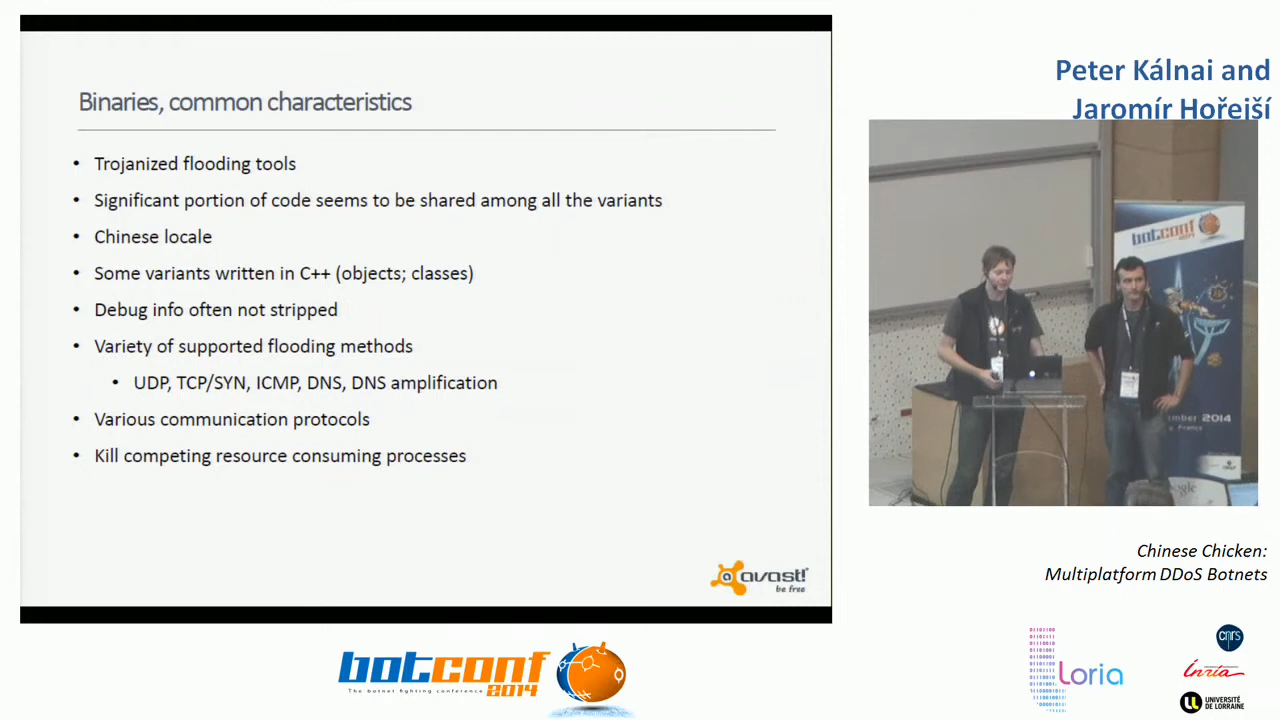 Binaries, common characteristics
• Trojanized flooding tools
• Significant portion of code seems to be shared among all the variants
• Chinese locale
• Some variants written in C++ (objects; classes)
• Debug info often not stripped
• Variety of supported flooding methods
• UDP, TCP/SYN, ICMP, DNS, DNS amplification
• Various communication protocols
• Kill competing resource consuming processes
avast!
be free
Peter Kálnai and
Jaromír Hořejší
botconf
2014
Chinese Chicken:
Multiplatform DDoS Botnets
botconf
The botnet fighting conference 2014
Loria
cnrs
Inria
UNIVERSITÉ
DE LORRAINE